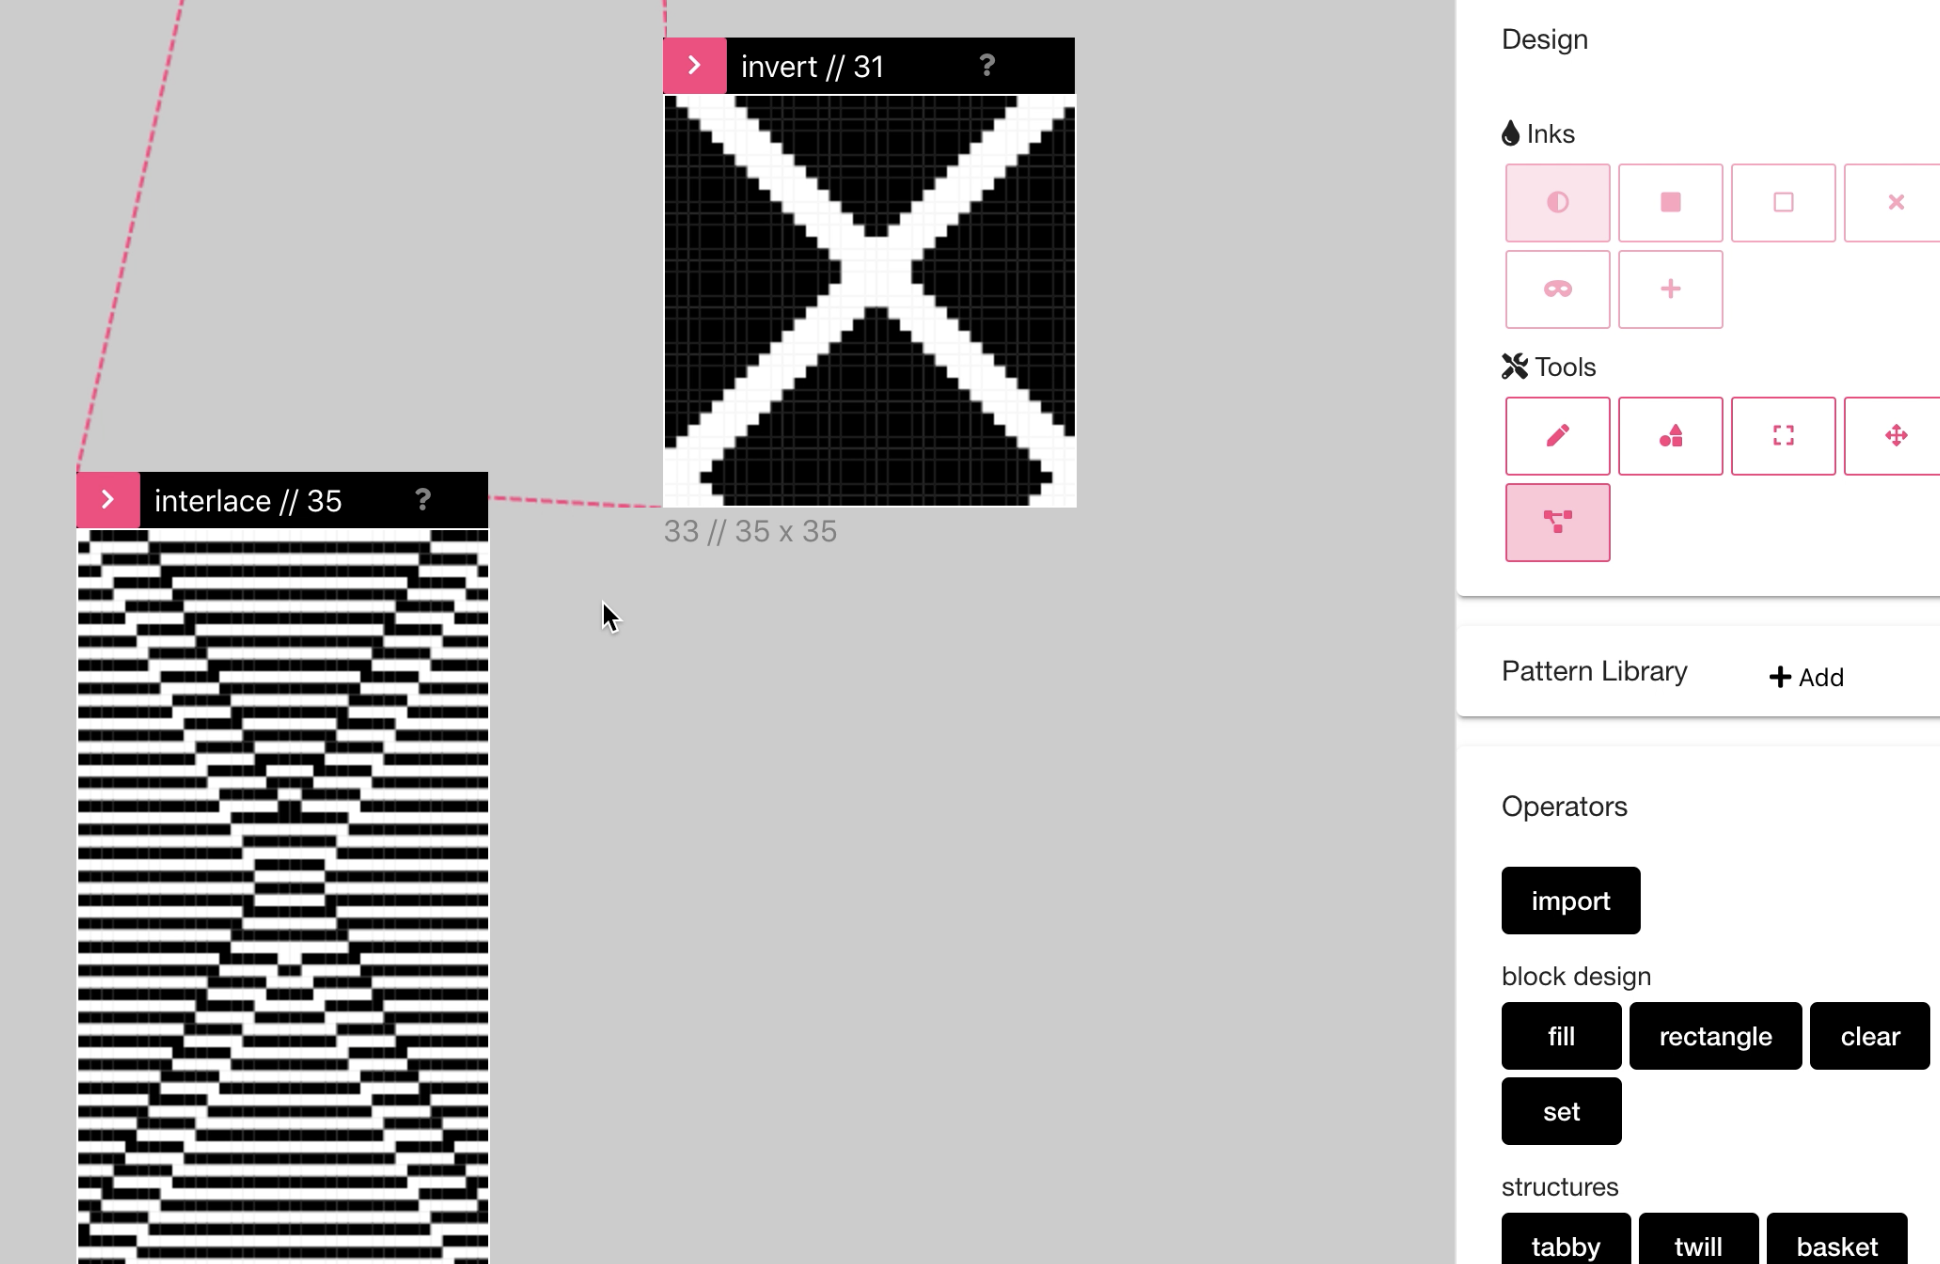 invert // 31 ?
33 // 35 x 35
interlace // 35 ?
Design
Inks
Tools
Pattern Library
Add
Operators
import
block design
fill rectangle clear
set
structures
tabby twill basket